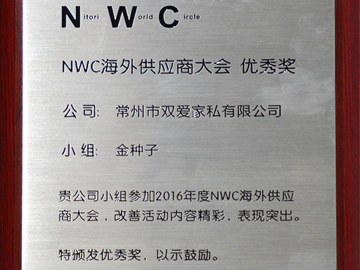 Nitori World Circle
NWC海外供应商大会 优秀奖
公司: 常州市双爱家私有限公司
小组: 金种子
贵公司小组参加2016年度NWC海外供应
商大会，改善活动内容精彩，表现突出。
特颁发优秀奖，以示鼓励。